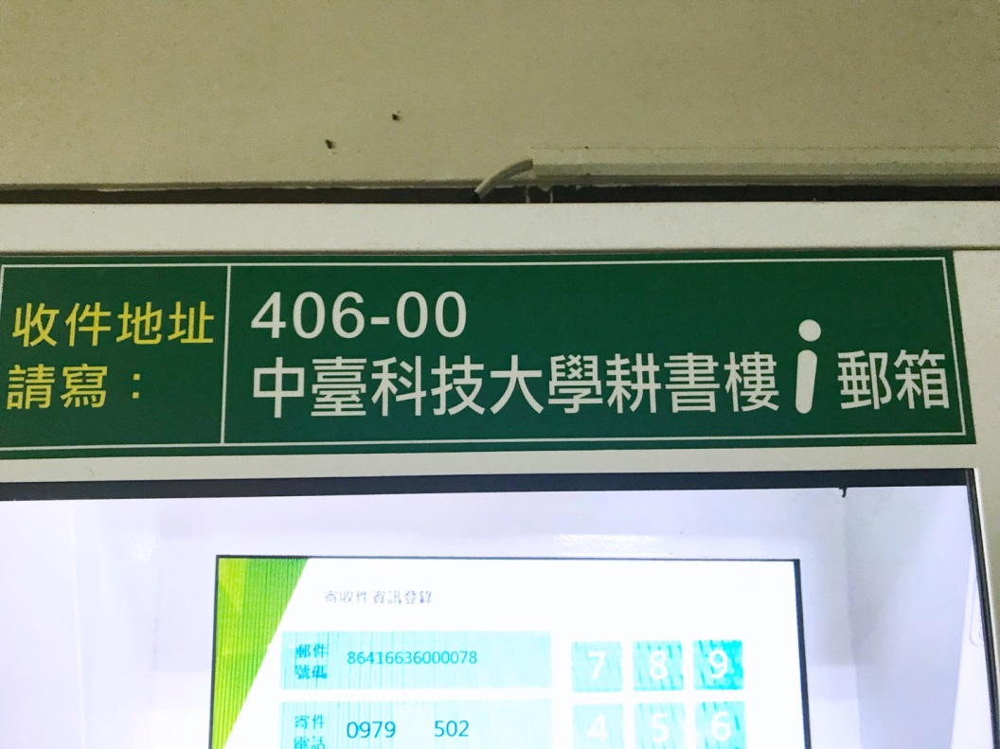 收件地址
請寫：
406-00
中臺科技大學耕書樓i郵箱
寄收件資訊登錄
郵件
號碼
86416636000078
7 8 9
寄件
電話
0979 502
4 5 6